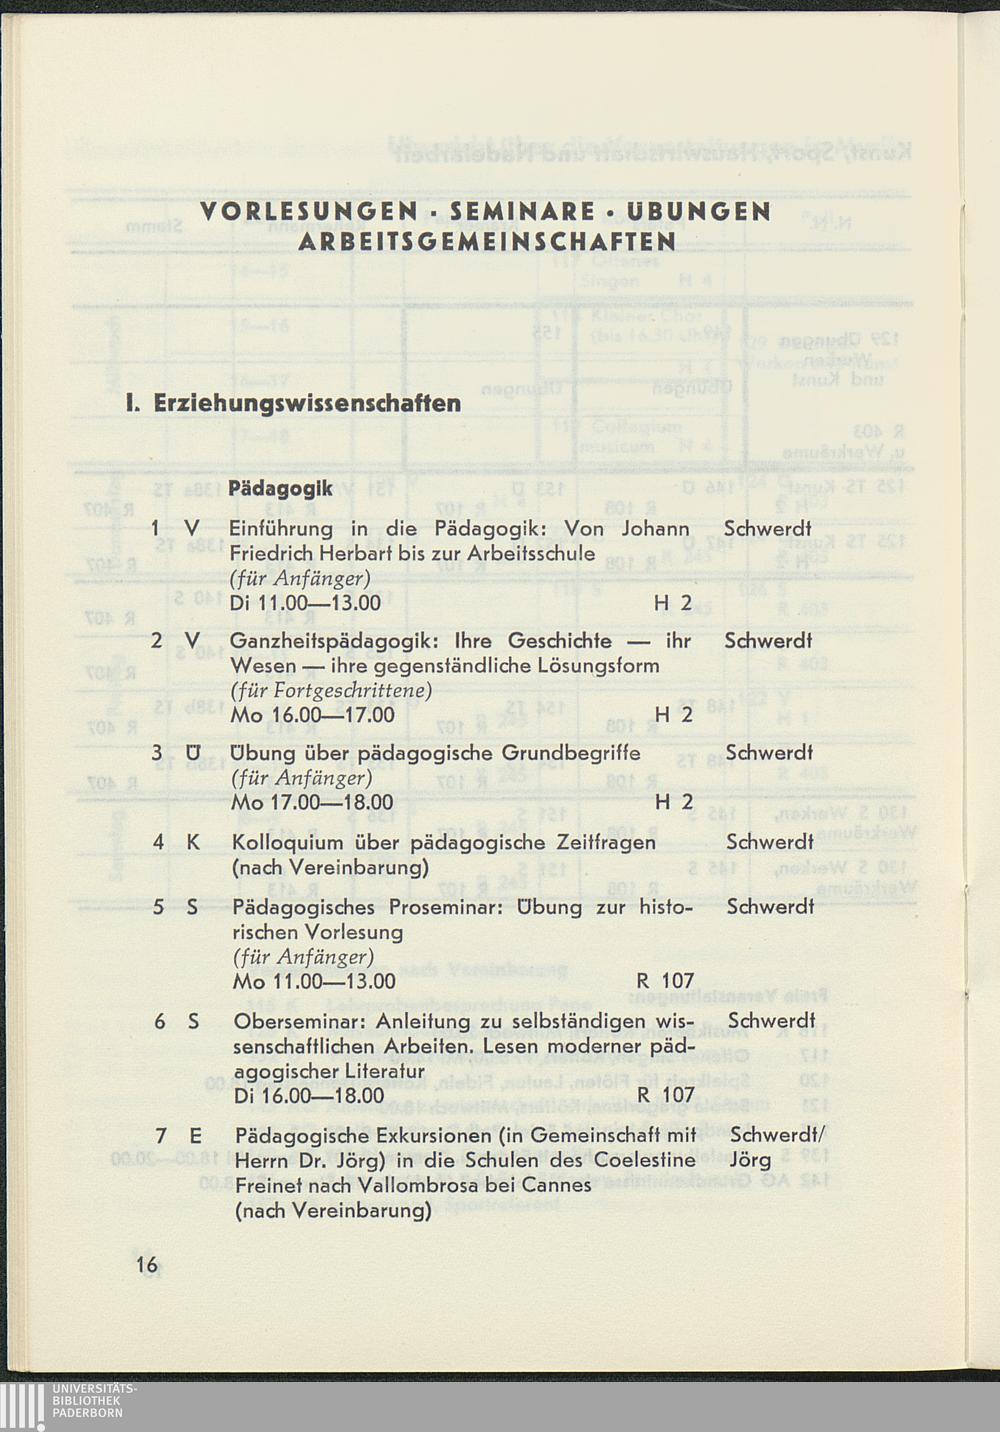 VORLESUNGEN · SEMINARE · ÜBUNGEN
ARBEITSGEMEINSCHAFTEN
I. Erziehungswissenschaften
Pädagogik
1 V Einführung in die Pädagogik: Von Johann Schwerdt
Friedrich Herbart bis zur Arbeitsschule
(für Anfänger)
Di 11.00—13.00 H 2
2 V Ganzheitspädagogik: Ihre Geschichte — ihr Schwerdt
Wesen — ihre gegenständliche Lösungsform
(für Fortgeschrittene)
Mo 16.00—17.00 H 2
3 Ü Übung über pädagogische Grundbegriffe Schwerdt
(für Anfänger)
Mo 17.00—18.00 H 2
4 K Kolloquium über pädagogische Zeitfragen Schwerdt
(nach Vereinbarung)
5 S Pädagogisches Proseminar: Übung zur histo- Schwerdt
rischen Vorlesung
(für Anfänger)
Mo 11.00—13.00 R 107
6 S Oberseminar: Anleitung zu selbständigen wis- Schwerdt
senschaftlichen Arbeiten. Lesen moderner päd-
agogischer Literatur
Di 16.00—18.00 R 107
7 E Pädagogische Exkursionen (in Gemeinschaft mit Schwerdt/
Herrn Dr. Jörg) in die Schulen des Coelestine Jörg
Freinet nach Vallombrosa bei Cannes
(nach Vereinbarung)
16
UNIVERSITÄTS-
BIBLIOTHEK
PADERBORN